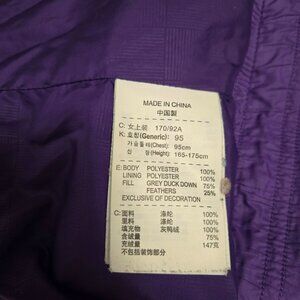 MADE IN CHINA
中国製
C: 女上装 170/92A
K: 호칭(Generic): 95
가슴둘레(Chest): 95cm
신 장(Height): 165-175cm
E: BODY POLYESTER 100%
LINING POLYESTER 100%
FILL GREY DUCK DOWN 75%
FEATHERS 25%
EXCLUSIVE OF DECORATION
C: 面料 涤纶 100%
里料 涤纶 100%
填充物 灰鸭绒
含绒量 75%
充绒量 147克
不包括装饰部分